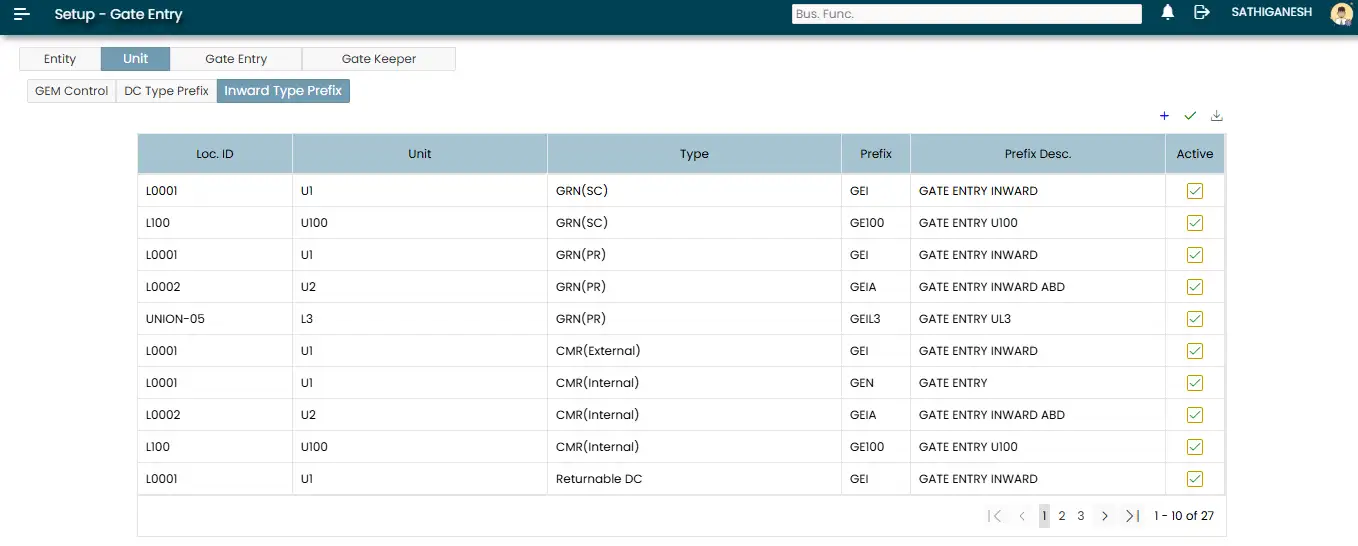 Setup - Gate Entry Bus. Func. SATHIGANESH
Entity Unit Gate Entry Gate Keeper
GEM Control DC Type Prefix Inward Type Prefix
Loc. ID Unit Type Prefix Prefix Desc. Active
L0001 U1 GRN(SC) GEI GATE ENTRY INWARD
L100 U100 GRN(SC) GE100 GATE ENTRY U100
L0001 U1 GRN(PR) GEI GATE ENTRY INWARD
L0002 U2 GRN(PR) GEIA GATE ENTRY INWARD ABD
UNION-05 L3 GRN(PR) GEIL3 GATE ENTRY UL3
L0001 U1 CMR(External) GEI GATE ENTRY INWARD
L0001 U1 CMR(Internal) GEN GATE ENTRY
L0002 U2 CMR(Internal) GEIA GATE ENTRY INWARD ABD
L100 U100 CMR(Internal) GE100 GATE ENTRY U100
L0001 U1 Returnable DC GEI GATE ENTRY INWARD
1 2 3 1 - 10 of 27